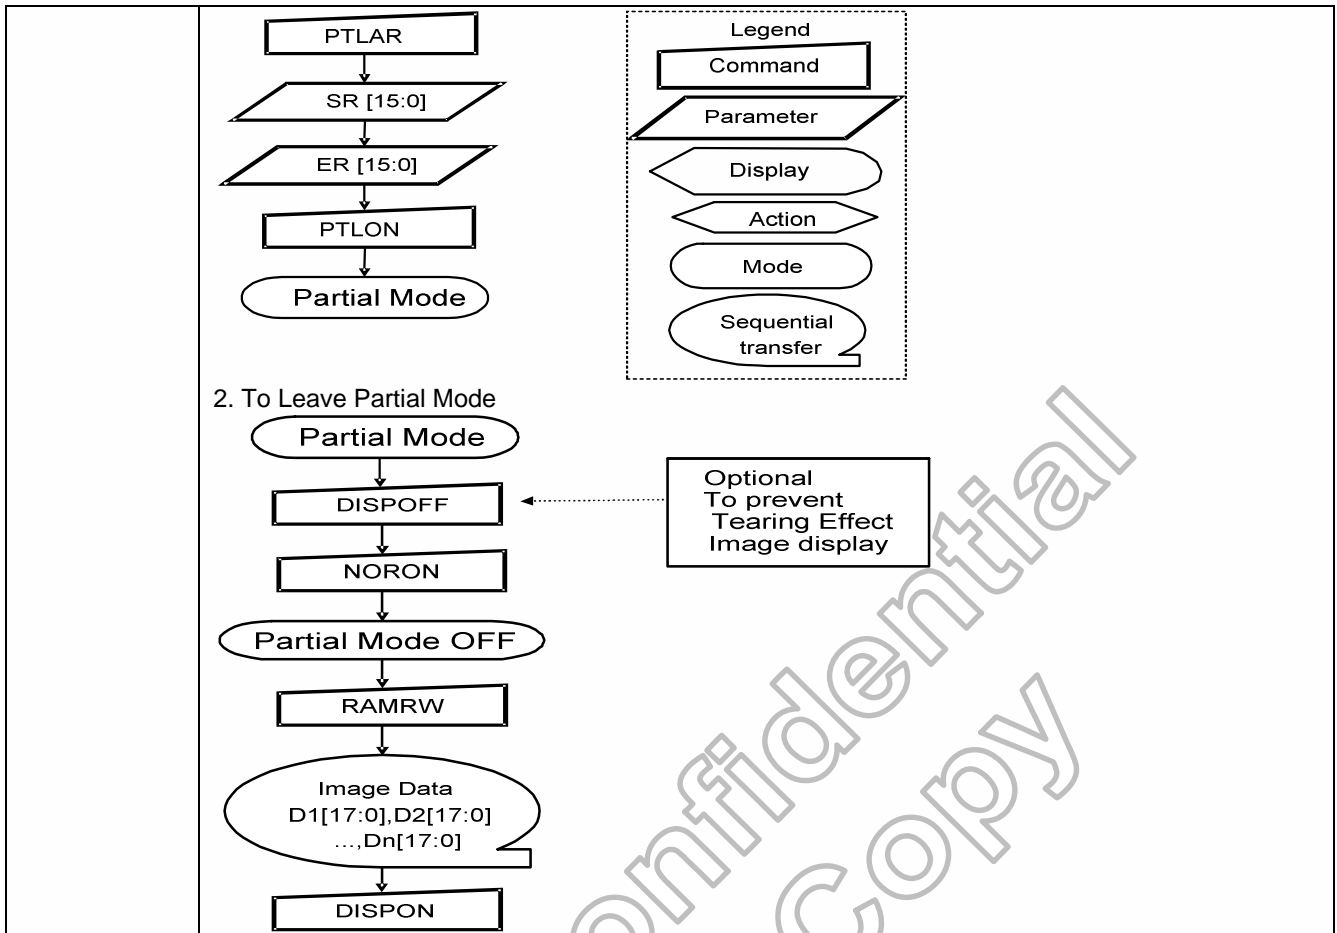 PTLAR
SR [15:0]
ER [15:0]
PTLON
Partial Mode
Legend
Command
Parameter
Display
Action
Mode
Sequential
transfer
2. To Leave Partial Mode
Partial Mode
DISPOFF
Optional
To prevent
Tearing Effect
Image display
NORON
Partial Mode OFF
RAMRW
Image Data
D1[17:0],D2[17:0]
...,Dn[17:0]
DISPON
onfidential
Copy